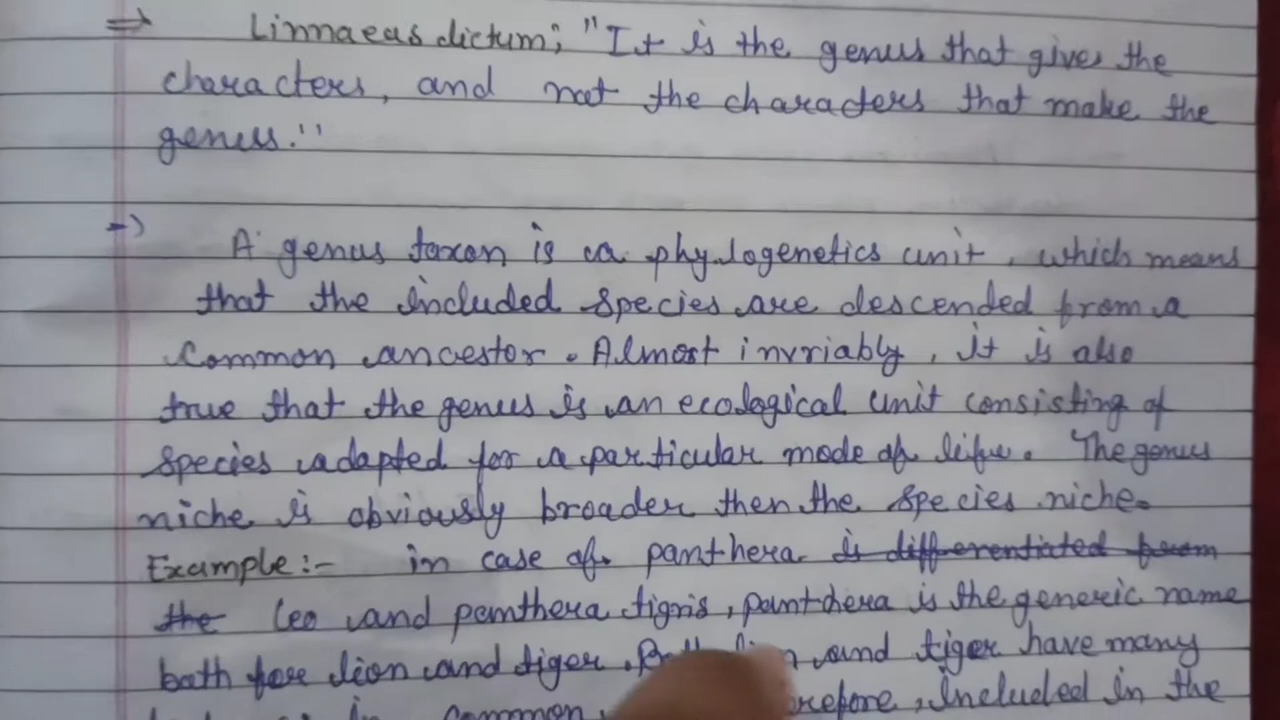 ⇒ Linnaeas dictum; "It is the genus that gives the
characters, and not the characters that make the
genus."
→ A genus taxon is a phylogenetics unit, which means
that the included species are descended from a
common ancestor. Almost invriably, it is also
true that the genus is an ecological unit consisting of
species adapted for a particular mode of life. The genus
niche is obviously broader then the species niche.
Example:- in case of panthera is differentiated from
the leo and panthera tigris, panthera is the generic name
bath for lion and tiger. and tiger have many
in common, included in the